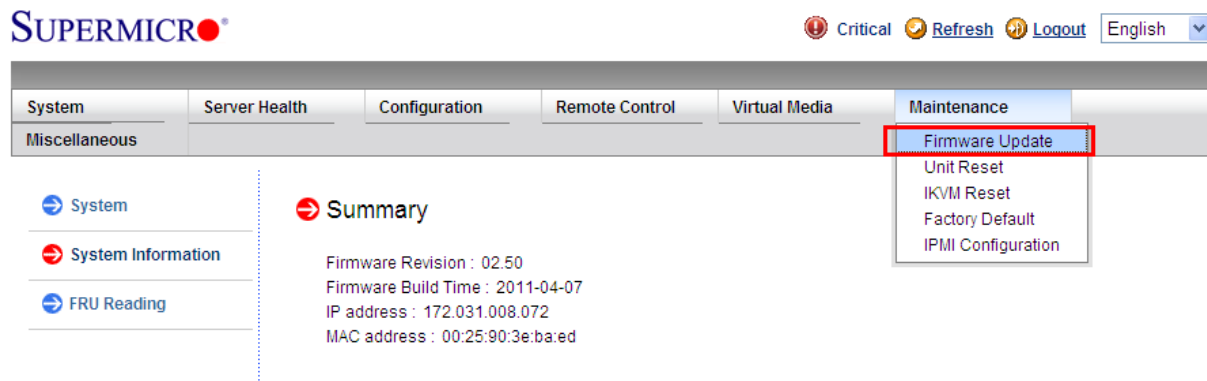 SUPERMICRO
Critical Refresh Logout English
System Server Health Configuration Remote Control Virtual Media Maintenance
Miscellaneous
Firmware Update
Unit Reset
IKVM Reset
Factory Default
IPMI Configuration
System
System Information
FRU Reading
Summary
Firmware Revision : 02.50
Firmware Build Time : 2011-04-07
IP address : 172.031.008.072
MAC address : 00:25:90:3e:ba:ed